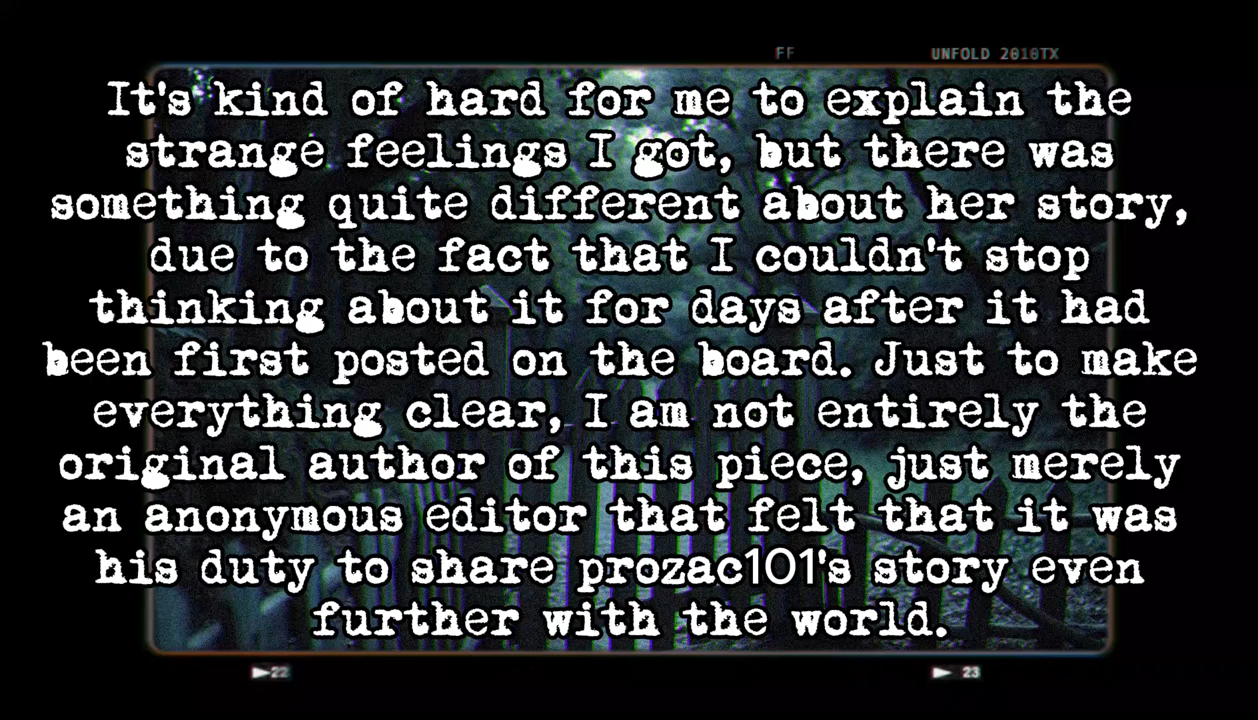 FF UNFOLD 2010TX
It's kind of hard for me to explain the
strange feelings I got, but there was
something quite different about her story,
due to the fact that I couldn't stop
thinking about it for days after it had
been first posted on the board. Just to make
everything clear, I am not entirely the
original author of this piece, just merely
an anonymous editor that felt that it was
his duty to share prozac101's story even
further with the world.
▶22 ▶ 23